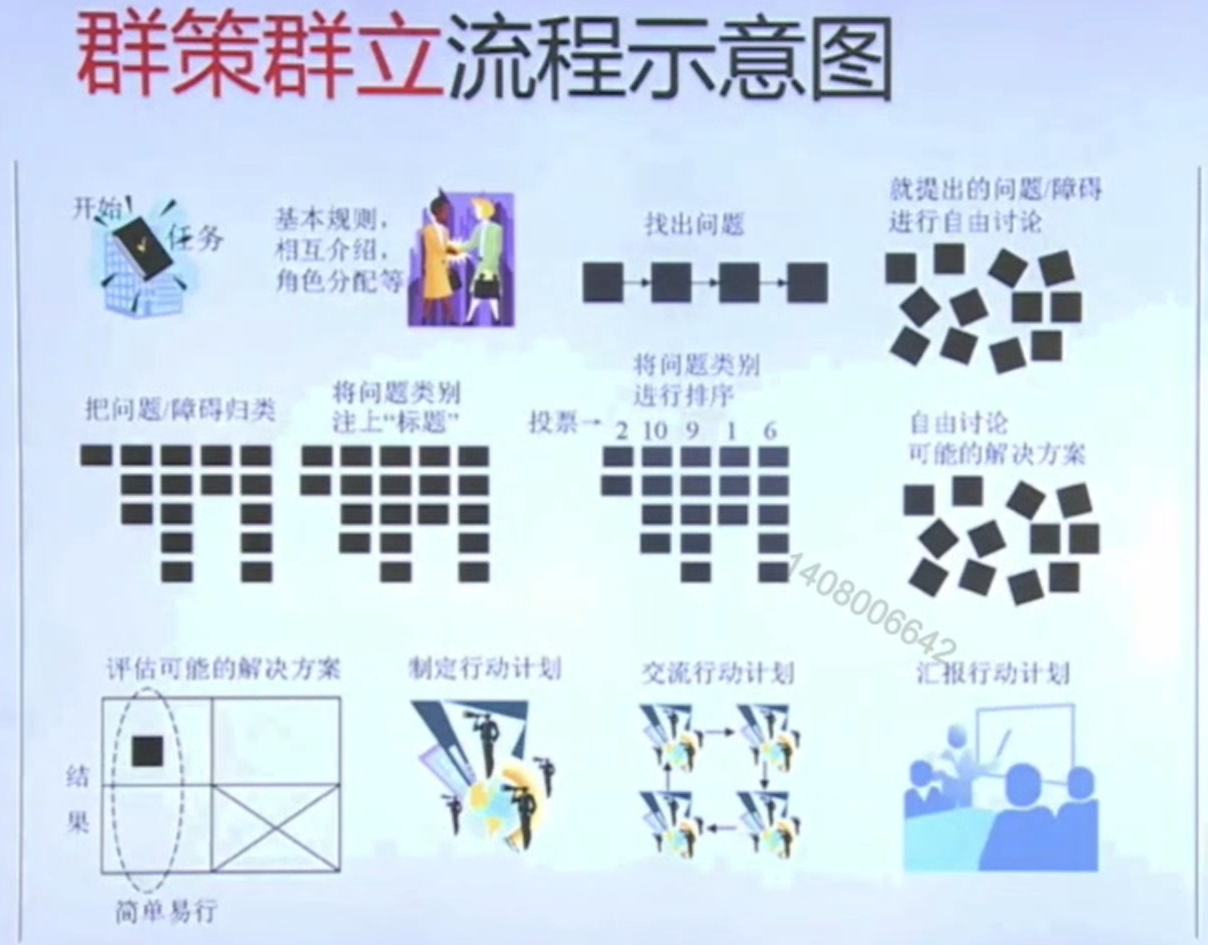 群策群立流程示意图
开始!
任务
基本规则，
相互介绍，
角色分配等
找出问题
就提出的问题/障碍
进行自由讨论
把问题/障碍归类
将问题类别
注上“标题”
将问题类别
进行排序
投票→ 2 10 9 1 6
自由讨论
可能的解决方案
1408006642
评估可能的解决方案
结
果
简单易行
制定行动计划
交流行动计划
汇报行动计划